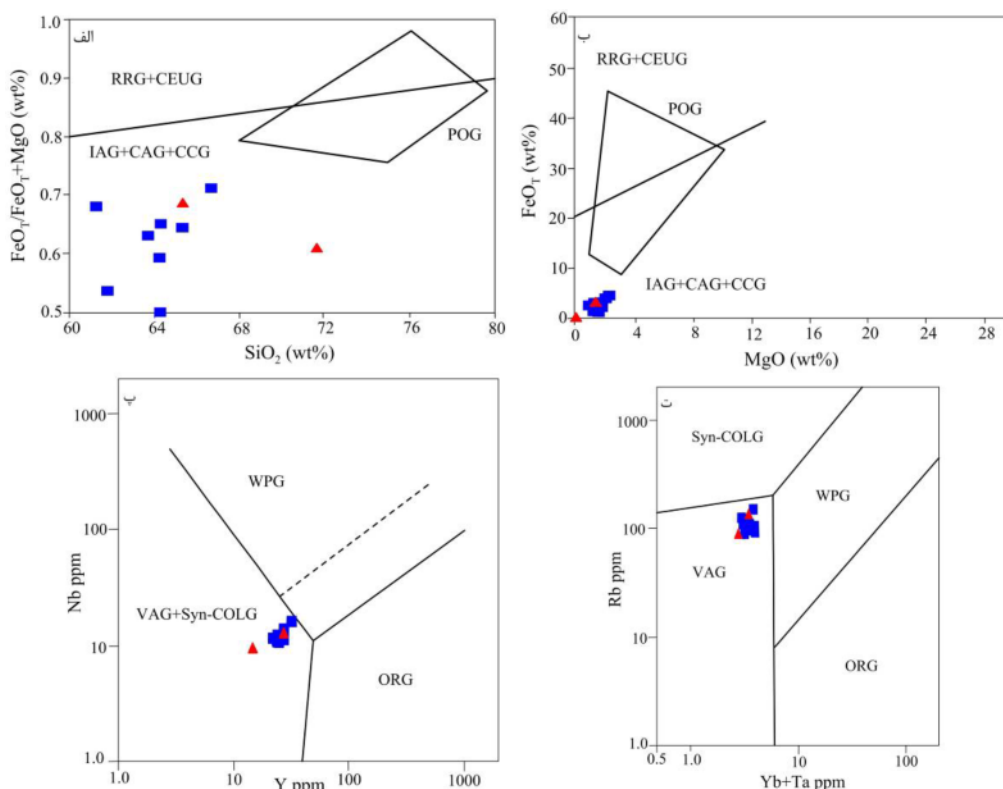 الف
1.0
0.9
0.8
0.7
0.6
0.5
FeO_T/FeO_T+MgO (wt%)
RRG+CEUG
POG
IAG+CAG+CCG
60 64 68 72 76 80
SiO₂ (wt%)
ب
60
50
40
30
20
10
0
FeO_T (wt%)
RRG+CEUG
POG
IAG+CAG+CCG
0 4 8 12 16 20 24 28
MgO (wt%)
پ
1000
100
10
1.0
Nb ppm
WPG
VAG+Syn-COLG
ORG
1.0 10 100 1000
Y ppm
ت
1000
100
10
1.0
Rb ppm
Syn-COLG
WPG
VAG
ORG
0.5 1.0 10 100
Yb+Ta ppm